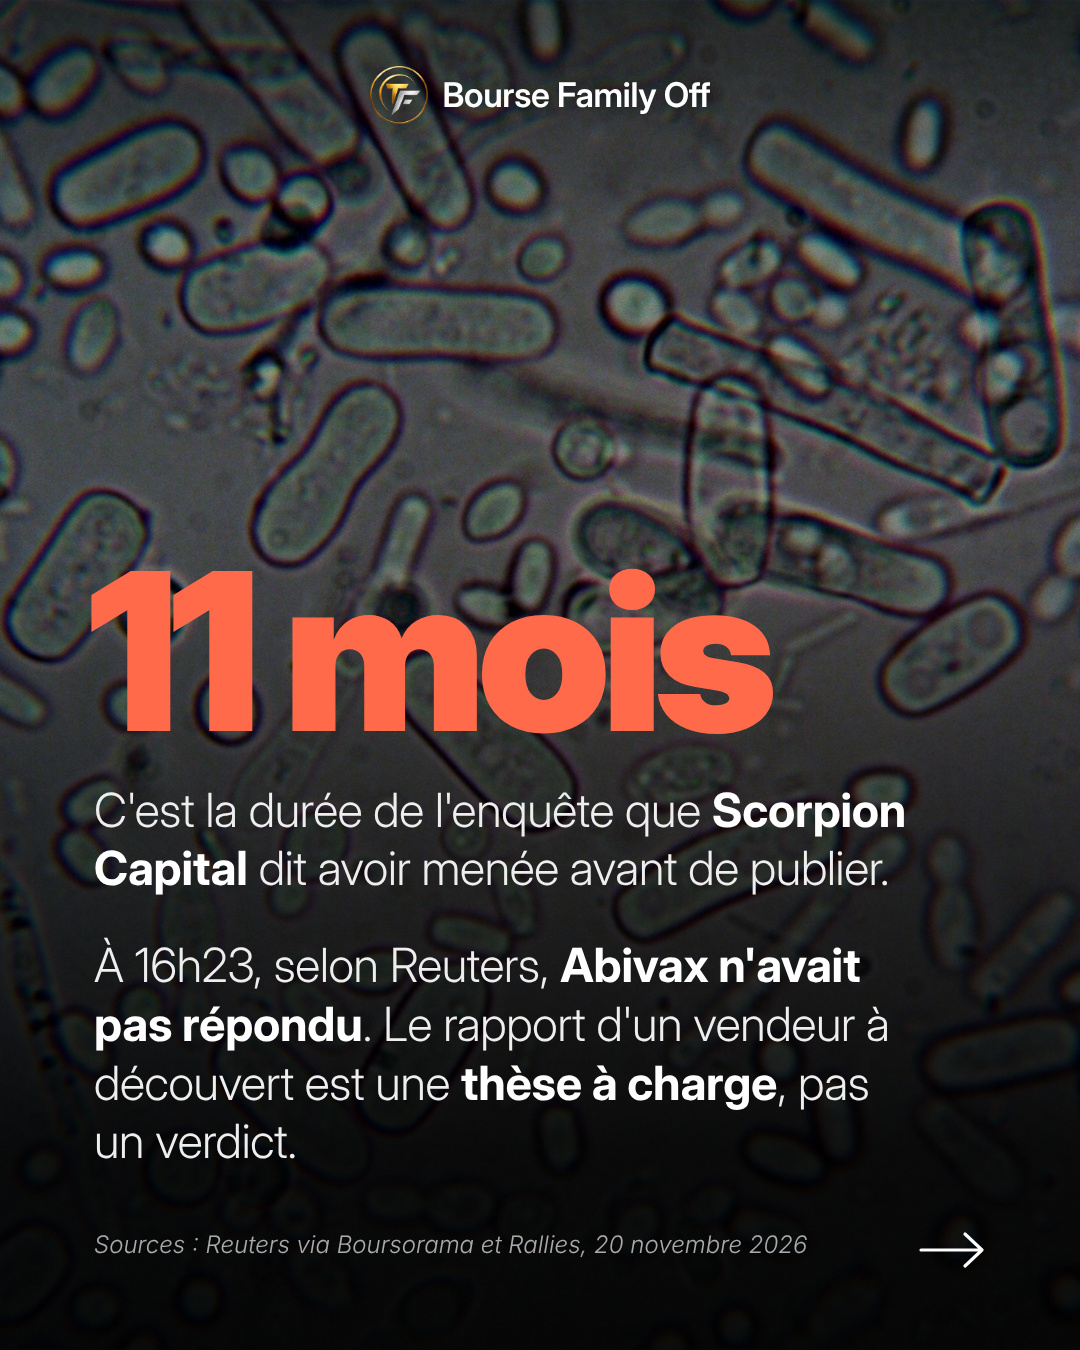 Bourse Family Off
11 mois
C'est la durée de l'enquête que Scorpion
Capital dit avoir menée avant de publier.
À 16h23, selon Reuters, Abivax n'avait
pas répondu. Le rapport d'un vendeur à
découvert est une thèse à charge, pas
un verdict.
Sources : Reuters via Boursorama et Rallies, 20 novembre 2026